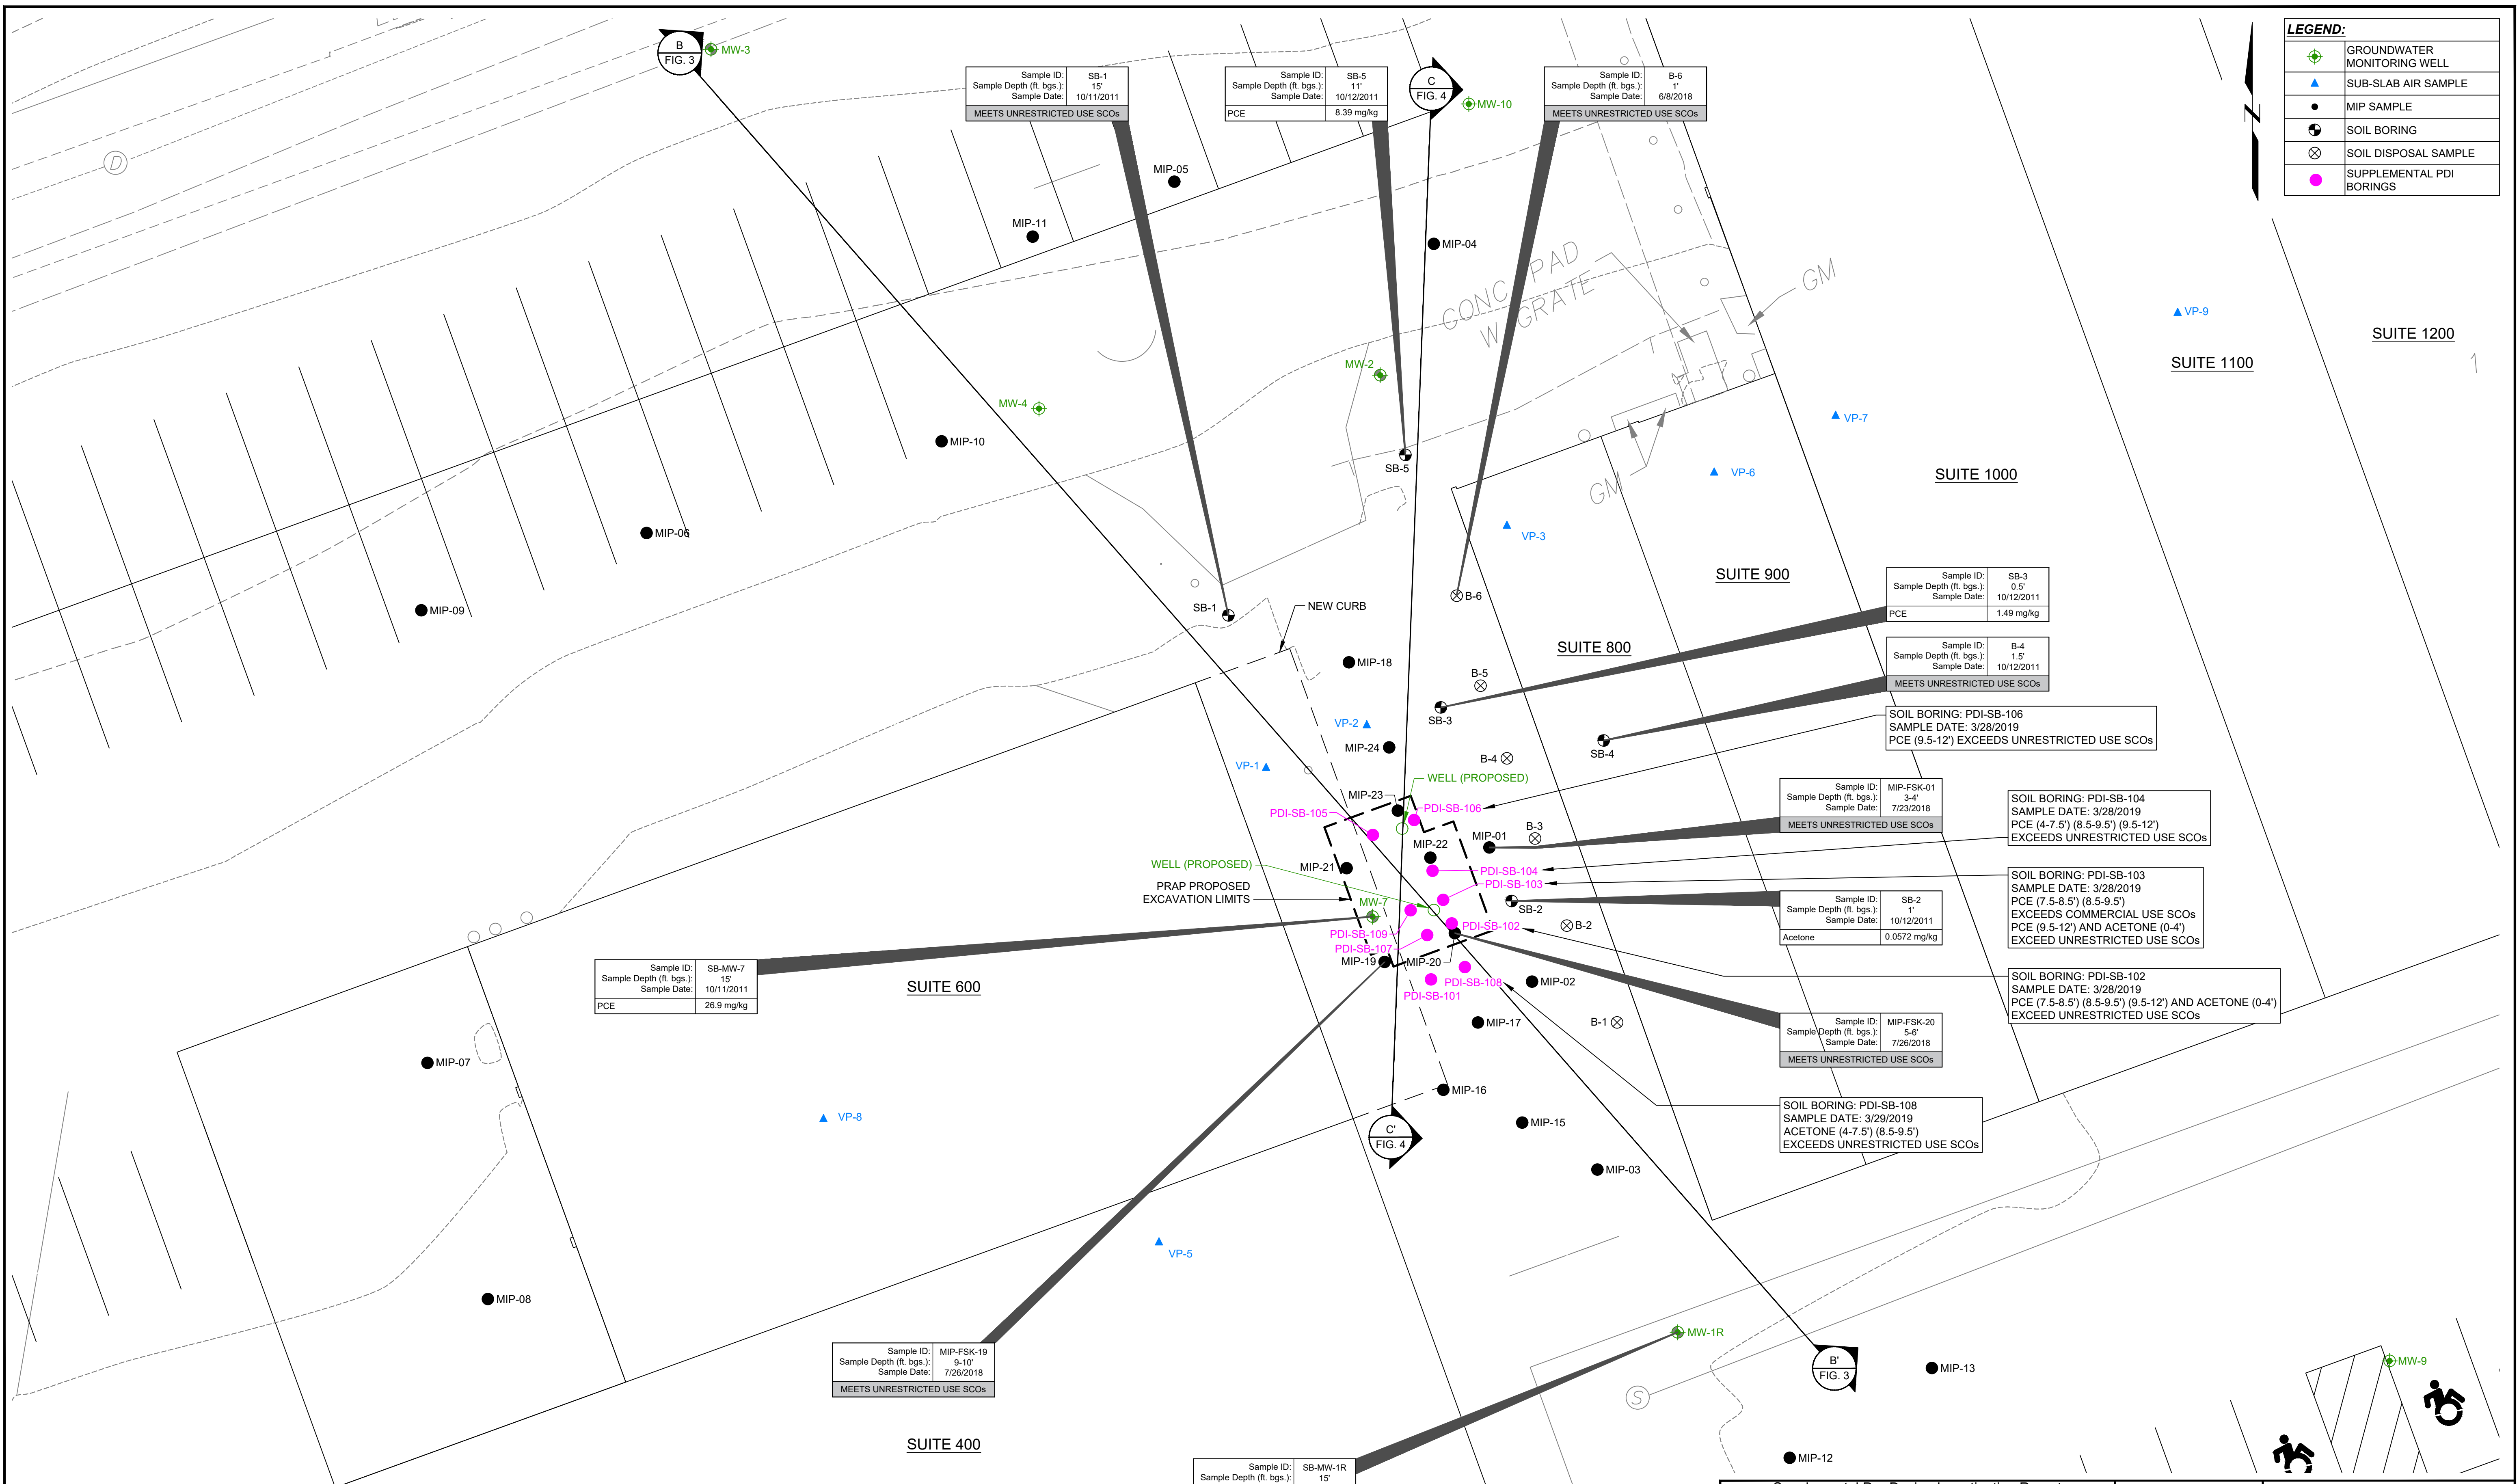 LEGEND:
GROUNDWATER
MONITORING WELL
SUB-SLAB AIR SAMPLE
MIP SAMPLE
SOIL BORING
SOIL DISPOSAL SAMPLE
SUPPLEMENTAL PDI
BORINGS
N
B
FIG. 3
MW-3
Sample ID: SB-1
Sample Depth (ft. bgs.): 15'
Sample Date: 10/11/2011
MEETS UNRESTRICTED USE SCOs
Sample ID: SB-5
Sample Depth (ft. bgs.): 11'
Sample Date: 10/12/2011
PCE 8.39 mg/kg
C
FIG. 4
MW-10
Sample ID: B-6
Sample Depth (ft. bgs.): 1'
Sample Date: 6/8/2018
MEETS UNRESTRICTED USE SCOs
D
MIP-05
MIP-11
MIP-04
CONC PAD
W GRATE
GM
VP-9
SUITE 1200
SUITE 1100
MW-2
MW-4
VP-7
MIP-10
SB-5
VP-6
SUITE 1000
GM
MIP-06
VP-3
SUITE 900
Sample ID: SB-3
Sample Depth (ft. bgs.): 0.5'
Sample Date: 10/12/2011
PCE 1.49 mg/kg
MIP-09
SB-1
NEW CURB
B-6
SUITE 800
Sample ID: B-4
Sample Depth (ft. bgs.): 1.5'
Sample Date: 10/12/2011
MEETS UNRESTRICTED USE SCOs
MIP-18
B-5
SB-3
VP-2
MIP-24
B-4
SB-4
SOIL BORING: PDI-SB-106
SAMPLE DATE: 3/28/2019
PCE (9.5-12') EXCEEDS UNRESTRICTED USE SCOs
VP-1
WELL (PROPOSED)
MIP-23
PDI-SB-106
PDI-SB-105
Sample ID: MIP-FSK-01
Sample Depth (ft. bgs.): 3-4'
Sample Date: 7/23/2018
MEETS UNRESTRICTED USE SCOs
SOIL BORING: PDI-SB-104
SAMPLE DATE: 3/28/2019
PCE (4-7.5') (8.5-9.5') (9.5-12')
EXCEEDS UNRESTRICTED USE SCOs
MIP-01
B-3
MIP-22
WELL (PROPOSED)
MIP-21
PDI-SB-104
PDI-SB-103
PRAP PROPOSED
EXCAVATION LIMITS
MW-7
SB-2
B-2
PDI-SB-102
PDI-SB-109
PDI-SB-107
MIP-19
MIP-20
SOIL BORING: PDI-SB-103
SAMPLE DATE: 3/28/2019
PCE (7.5-8.5') (8.5-9.5')
EXCEEDS COMMERCIAL USE SCOs
PCE (9.5-12') AND ACETONE (0-4')
EXCEED UNRESTRICTED USE SCOs
Sample ID: SB-2
Sample Depth (ft. bgs.): 1'
Sample Date: 10/12/2011
Acetone 0.0572 mg/kg
Sample ID: SB-MW-7
Sample Depth (ft. bgs.): 15'
Sample Date: 10/11/2011
PCE 26.9 mg/kg
SUITE 600
PDI-SB-108
PDI-SB-101
MIP-02
SOIL BORING: PDI-SB-102
SAMPLE DATE: 3/28/2019
PCE (7.5-8.5') (8.5-9.5') (9.5-12') AND ACETONE (0-4')
EXCEED UNRESTRICTED USE SCOs
MIP-17
B-1
Sample ID: MIP-FSK-20
Sample Depth (ft. bgs.): 5-6'
Sample Date: 7/26/2018
MEETS UNRESTRICTED USE SCOs
MIP-07
MIP-16
VP-8
C'
FIG. 4
MIP-15
SOIL BORING: PDI-SB-108
SAMPLE DATE: 3/29/2019
ACETONE (4-7.5') (8.5-9.5')
EXCEEDS UNRESTRICTED USE SCOs
MIP-03
VP-5
MIP-08
MW-1R
Sample ID: MIP-FSK-19
Sample Depth (ft. bgs.): 9-10'
Sample Date: 7/26/2018
MEETS UNRESTRICTED USE SCOs
B'
FIG. 3
MIP-13
MW-9
S
SUITE 400
MIP-12
Sample ID: SB-MW-1R
Sample Depth (ft. bgs.): 15'